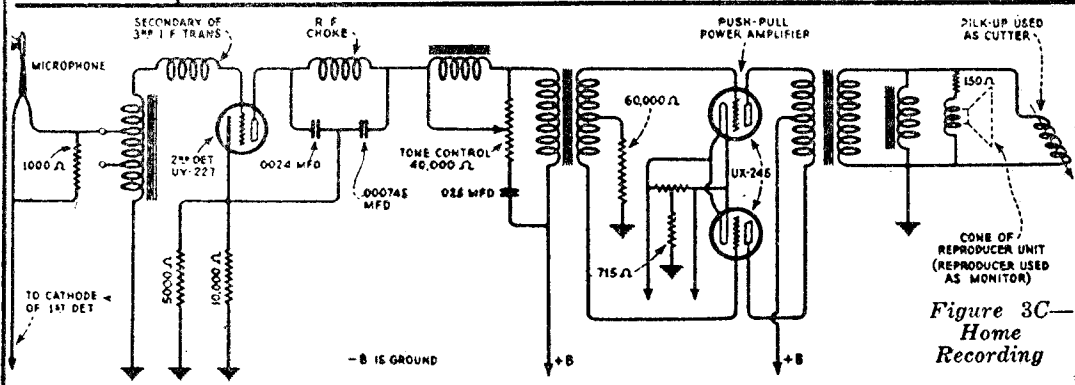 SECONDARY OF
3RD I.F TRANS
R F
CHOKE
PUSH-PULL
POWER AMPLIFIER
PICK-UP USED
AS CUTTER
MICROPHONE
1000 Ω
2ND DET
UY-227
.0024 MFD
.000745
MFD
TONE CONTROL
40,000 Ω
.025 MFD
60,000 Ω
UX-245
715 Ω
150 Ω
CONE OF
REPRODUCER UNIT
(REPRODUCER USED
AS MONITOR)
5000 Ω
10,000 Ω
TO CATHODE
OF 1ST DET
- B IS GROUND
+B
+B
Figure 3C—
Home
Recording